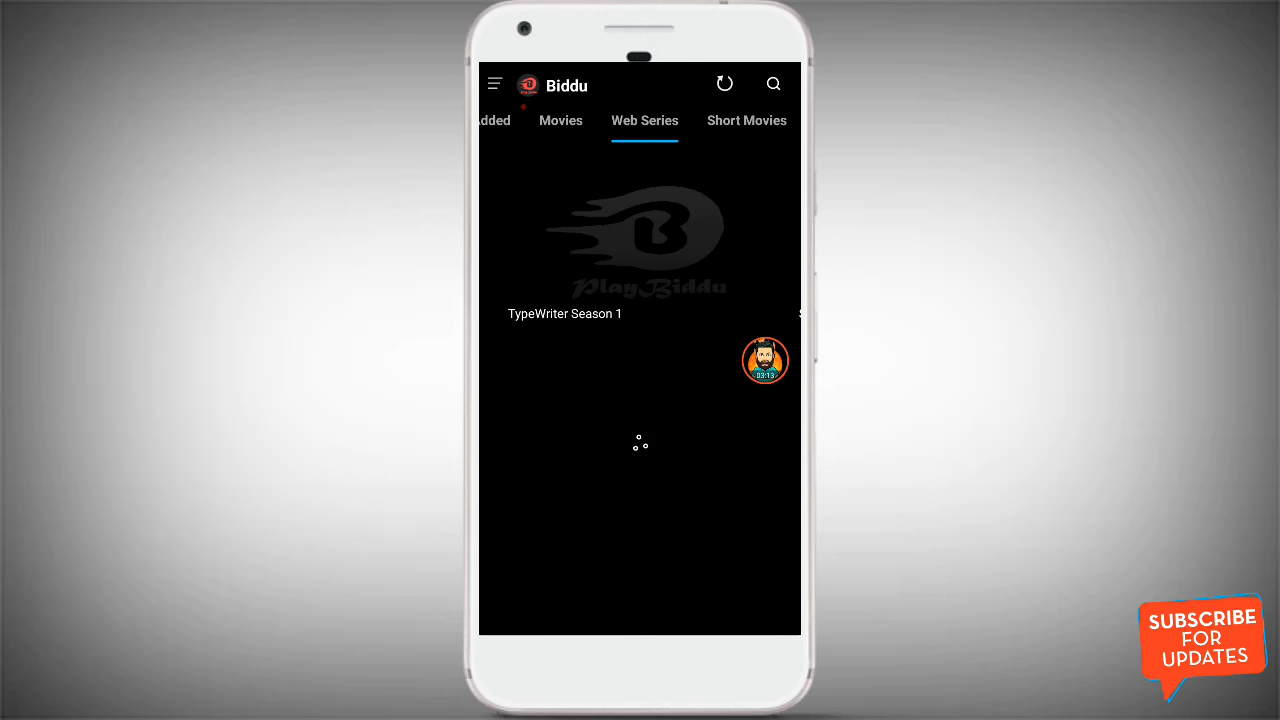 Biddu
dded
Movies
Web Series
Short Movies
PlayBiddu
TypeWriter Season 1
03:13
SUBSCRIBE
FOR
UPDATES